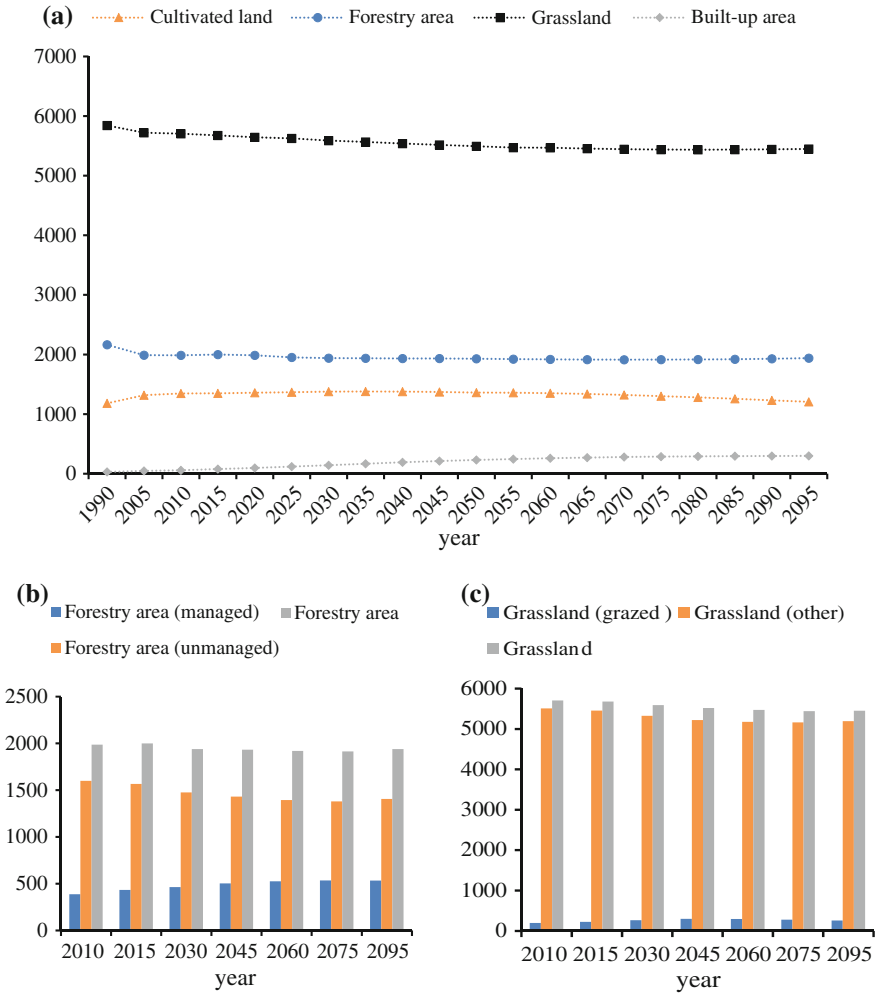 (a) Cultivated land Forestry area Grassland Built-up area
7000
6000
5000
4000
3000
2000
1000
0
1990 2005 2010 2015 2020 2025 2030 2035 2040 2045 2050 2055 2060 2065 2070 2075 2080 2085 2090 2095
year
(b)
Forestry area (managed) Forestry area
Forestry area (unmanaged)
2500
2000
1500
1000
500
0
2010 2015 2030 2045 2060 2075 2095
year
(c)
Grassland (grazed ) Grassland (other)
Grassland
6000
5000
4000
3000
2000
1000
0
2010 2015 2030 2045 2060 2075 2095
year